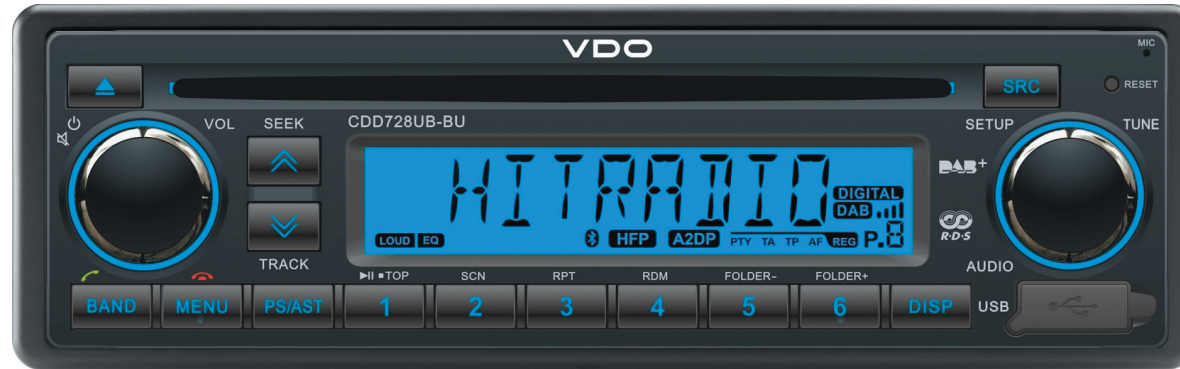 VDO
MIC
SRC
RESET
VOL
SEEK
CDD728UB-BU
SETUP
TUNE
HITRADIO
DIGITAL
DAB
DAB+
LOUD EQ
HFP A2DP PTY TA TP AF REG P.8
R·D·S
TRACK
AUDIO
▶II ■TOP SCN RPT RDM FOLDER- FOLDER+
BAND MENU PS/AST 1 2 3 4 5 6 DISP USB